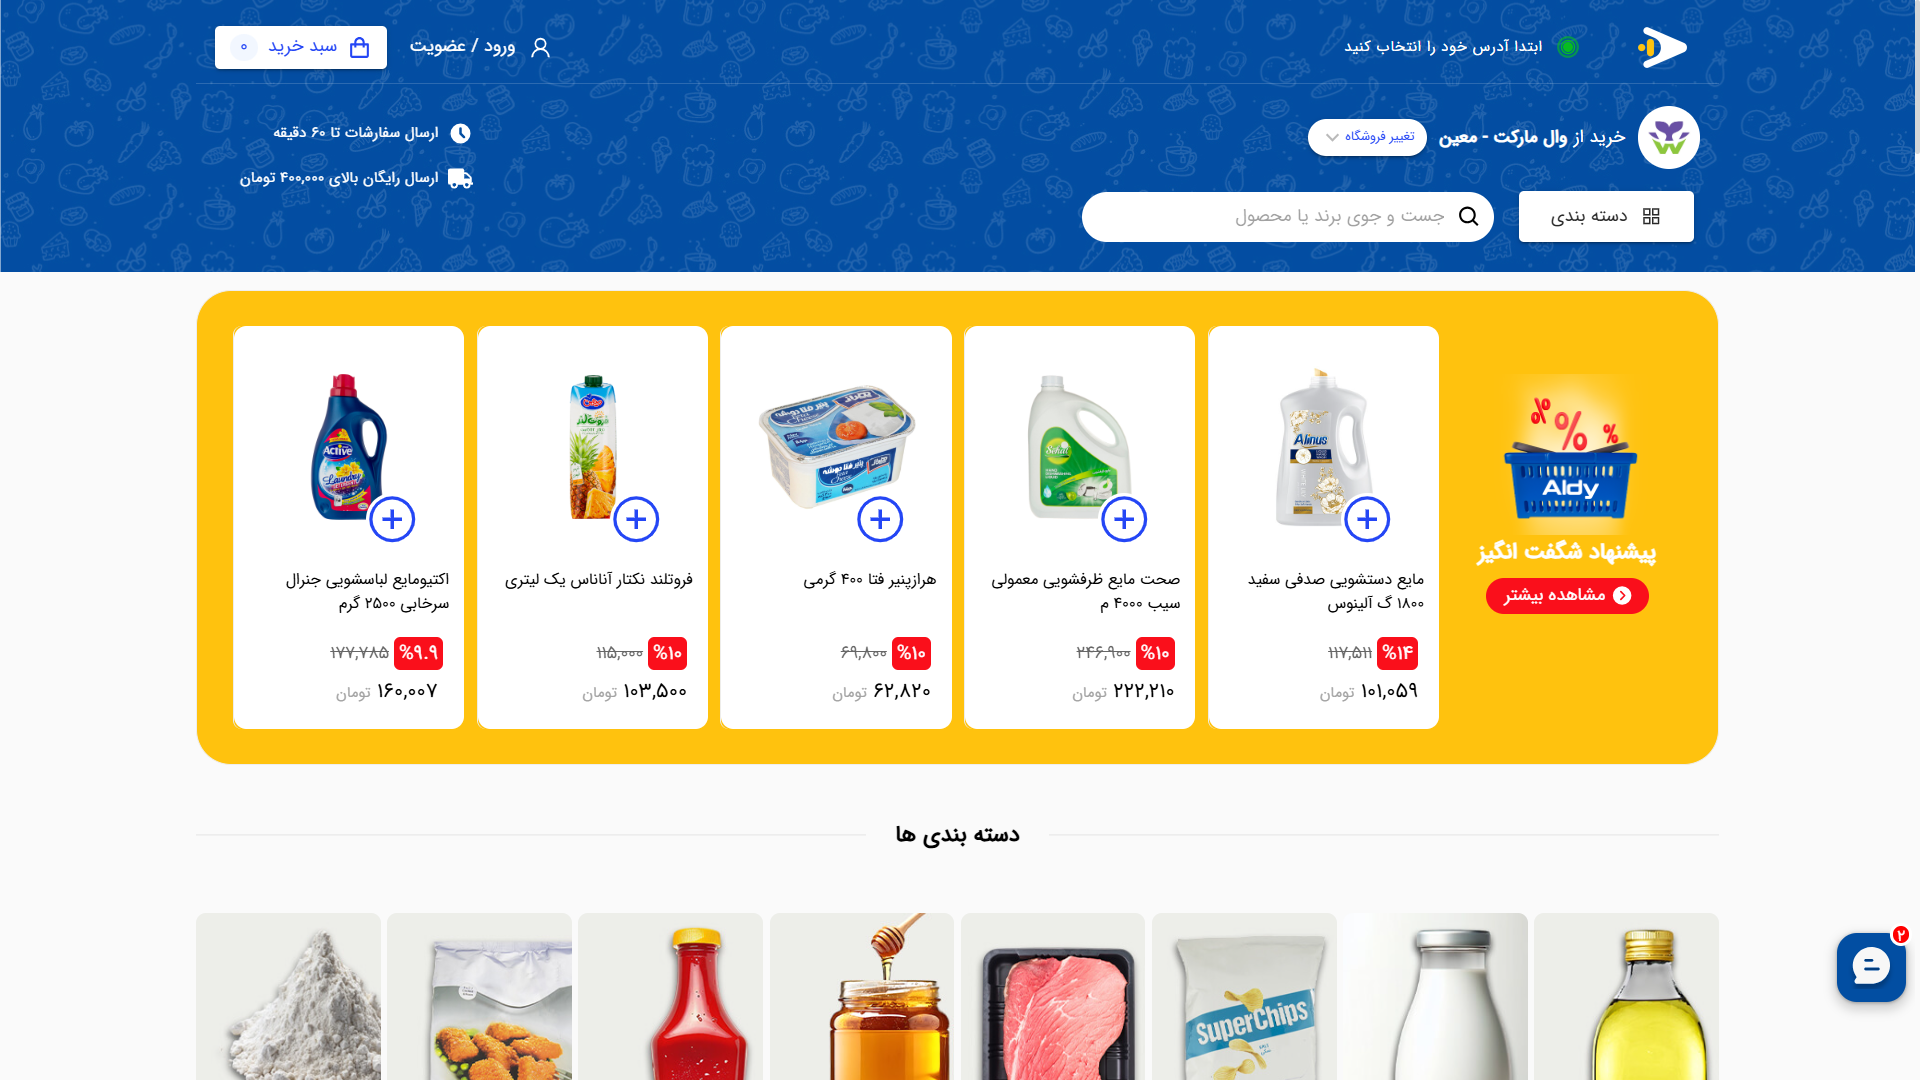 ابتدا آدرس خود را انتخاب کنید
ورود / عضویت
سبد خرید ۰
خرید از وال مارکت - معین
تغییر فروشگاه
ارسال سفارشات تا ۶۰ دقیقه
ارسال رایگان بالای ۴۰۰,۰۰۰ تومان
دسته بندی
جست و جوی برند یا محصول
% % %
Aldy
پیشنهاد شگفت انگیز
مشاهده بیشتر
Alinus
مایع دستشویی صدفی سفید
۱۸۰۰ گ آلینوس
%۱۴ ۱۱۷,۵۱۱
۱۰۱,۰۵۹ تومان
Sehat
صحت مایع ظرفشویی معمولی
سیب ۴۰۰۰ م
%۱۰ ۲۴۶,۹۰۰
۲۲۲,۲۱۰ تومان
هرازپنیر فتا ۴۰۰ گرمی
%۱۰ ۶۹,۸۰۰
۶۲,۸۲۰ تومان
فروتلند نکتار آناناس یک لیتری
%۱۰ ۱۱۵,۰۰۰
۱۰۳,۵۰۰ تومان
Active
Laundry
اکتیومایع لباسشویی جنرال
سرخابی ۲۵۰۰ گرم
%۹.۹ ۱۷۷,۷۸۵
۱۶۰,۰۰۷ تومان
دسته بندی ها
SuperChips
۲